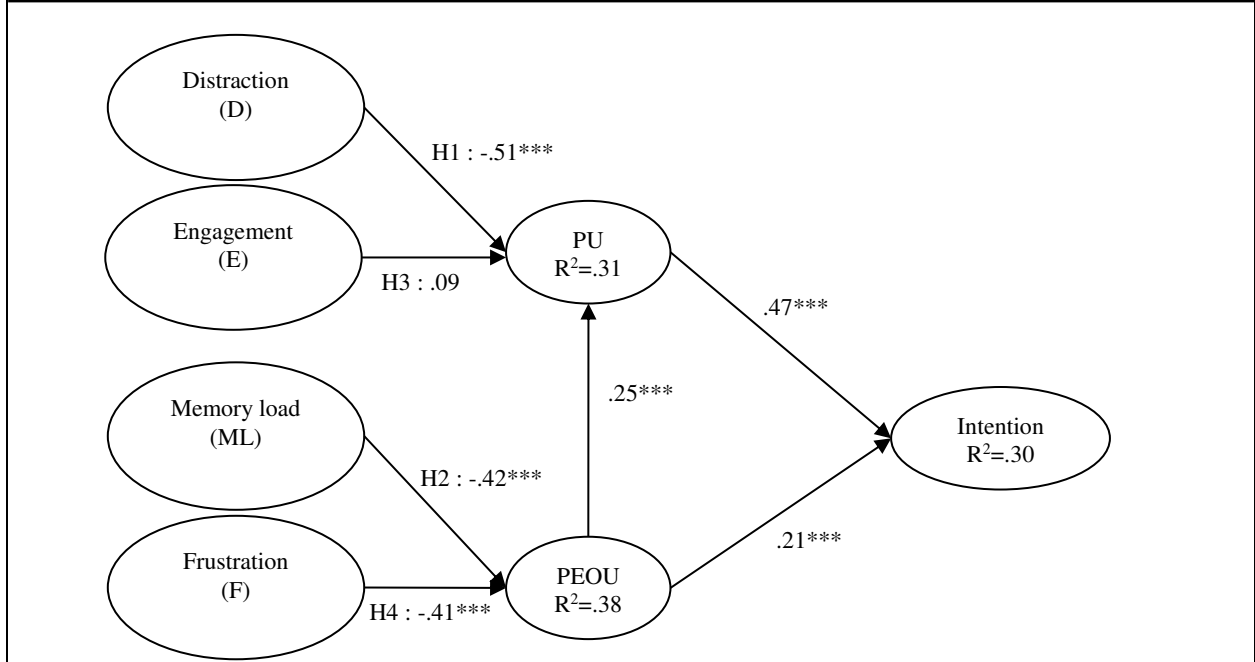 Distraction
(D)
H1 : -.51***
Engagement
(E)
H3 : .09
PU
R²=.31
.47***
.25***
Memory load
(ML)
H2 : -.42***
Intention
R²=.30
Frustration
(F)
H4 : -.41***
PEOU
R²=.38
.21***